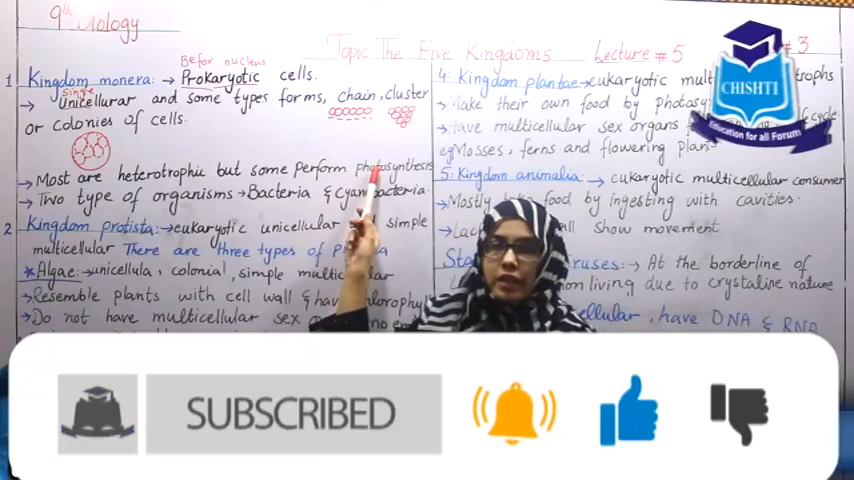 9th Biology
Topic The Five Kingdoms Lecture #5 #3
Befor nucleus
1 Kingdom monera: → Prokaryotic cells.
single
→ Unicellurar and some types forms, chain, cluster
or colonies of cells.
→ Most are heterotrophic but some Perform photosynthesis
→ Two type of organisms → Bacteria & cyanobacteria.
2 Kingdom protista: → eukaryotic unicellular simple
multicellular There are three types of
*Algae: → unicellula, colonial, simple
→ Resemble plants with cell wall & have
→ Do not have multicellular sex
4: Kingdom plantae → eukaryotic
→ Make their own food by
→ Have multicellular sex organs cycle.
eg Mosses, ferns and flowering
5: Kingdom animalia: → eukaryotic multicellular consumer
→ Mostly food by ingesting with cavities.
→ show movement
: → At the borderline of
living due to crystaline nature
, have DNA & RNA
CHISHTI
Education for all Forum
SUBSCRIBED